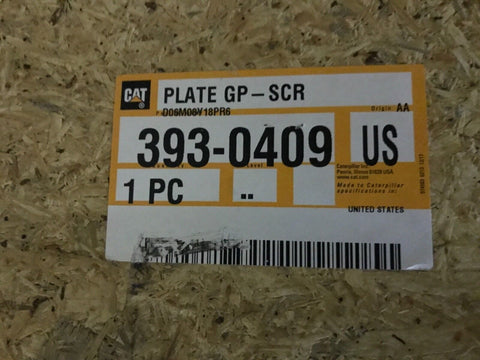 CAT
®
PLATE GP-SCR
D06M06Y18PR6
Origin AA
393-0409
US
Level
Caterpillar Inc.
Peoria, Illinois 61629 USA
www.cat.com
1 PC
..
Made to Caterpillar
specifications in:
UNITED STATES